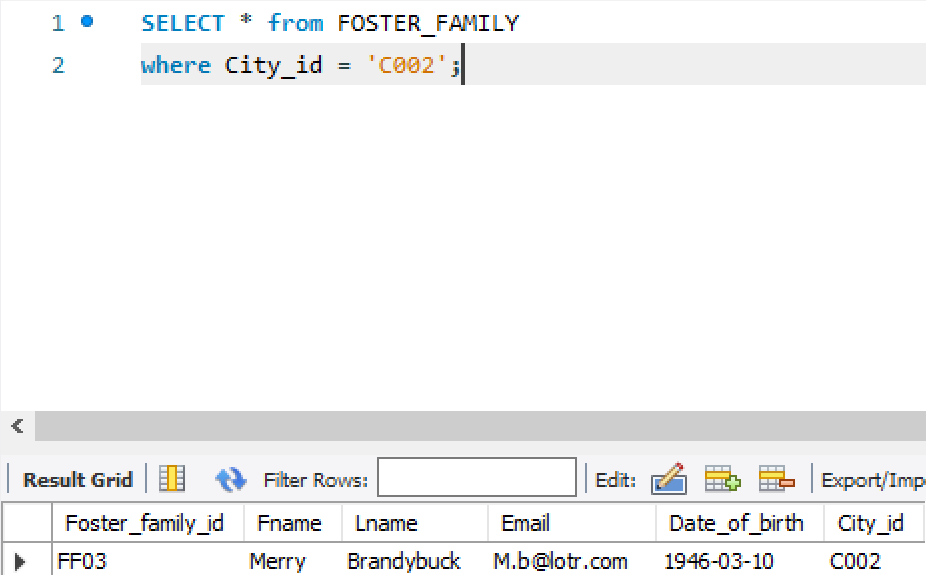 1 SELECT * from FOSTER_FAMILY
2 where City_id = 'C002';
Result Grid Filter Rows: Edit: Export/Imp
Foster_family_id Fname Lname Email Date_of_birth City_id
FF03 Merry Brandybuck M.b@lotr.com 1946-03-10 C002